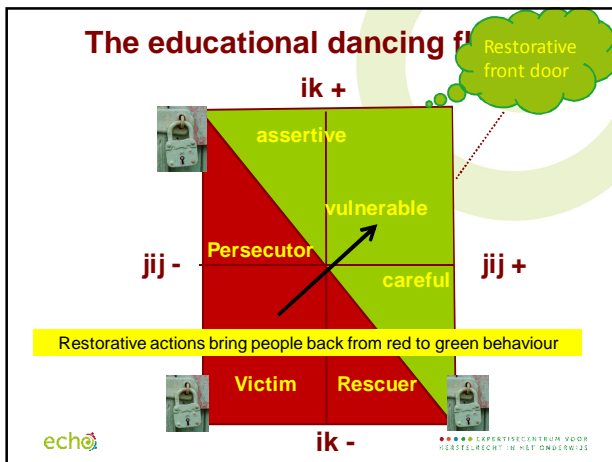 The educational dancing fl
Restorative
front door
ik +
assertive
vulnerable
Persecutor
jij -
jij +
careful
Restorative actions bring people back from red to green behaviour
Victim
Rescuer
ik -
echo
EXPERTISECENTRUM VOOR
HERSTELRECHT IN HET ONDERWIJS